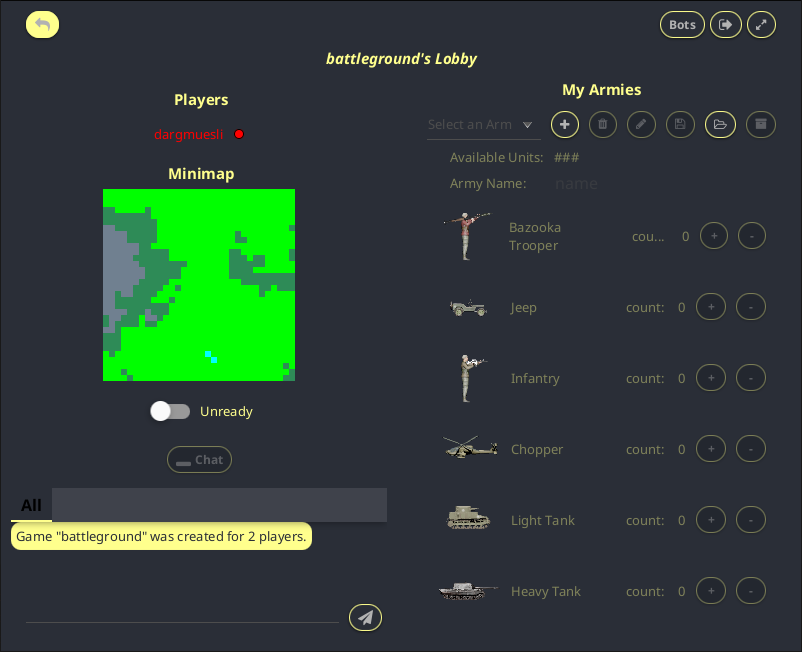 Bots
battleground's Lobby
Players
dargmuesli
Minimap
Unready
Chat
All
Game "battleground" was created for 2 players.
My Armies
Select an Arm
Available Units: ###
Army Name: name
Bazooka
Trooper
cou... 0 + -
Jeep count: 0 + -
Infantry count: 0 + -
Chopper count: 0 + -
Light Tank count: 0 + -
Heavy Tank count: 0 + -